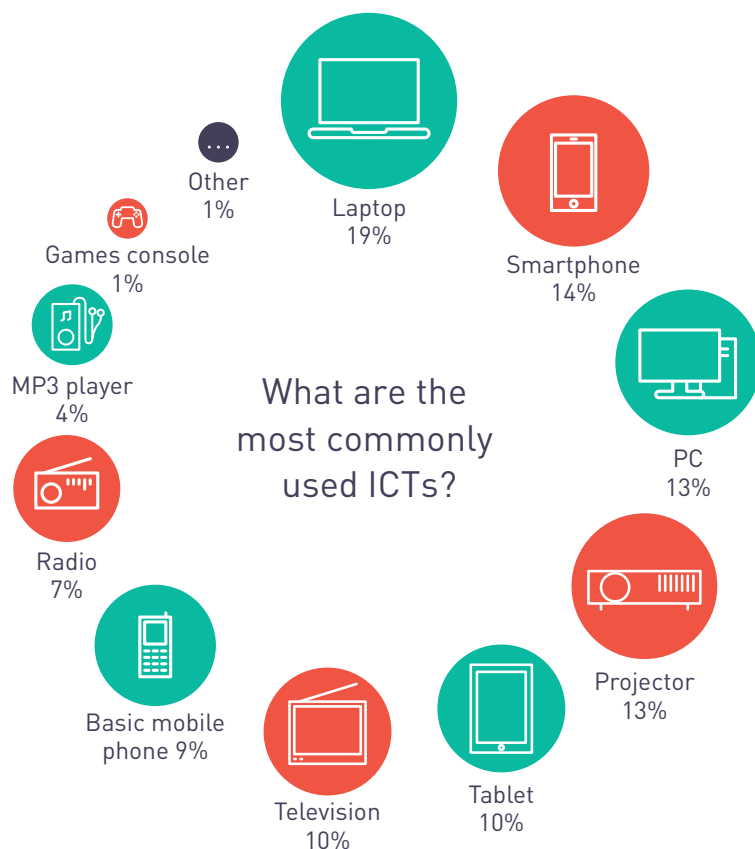 What are the
most commonly
used ICTs?
Laptop
19%
Smartphone
14%
PC
13%
Projector
13%
Tablet
10%
Television
10%
Basic mobile
phone 9%
Radio
7%
MP3 player
4%
Games console
1%
Other
1%